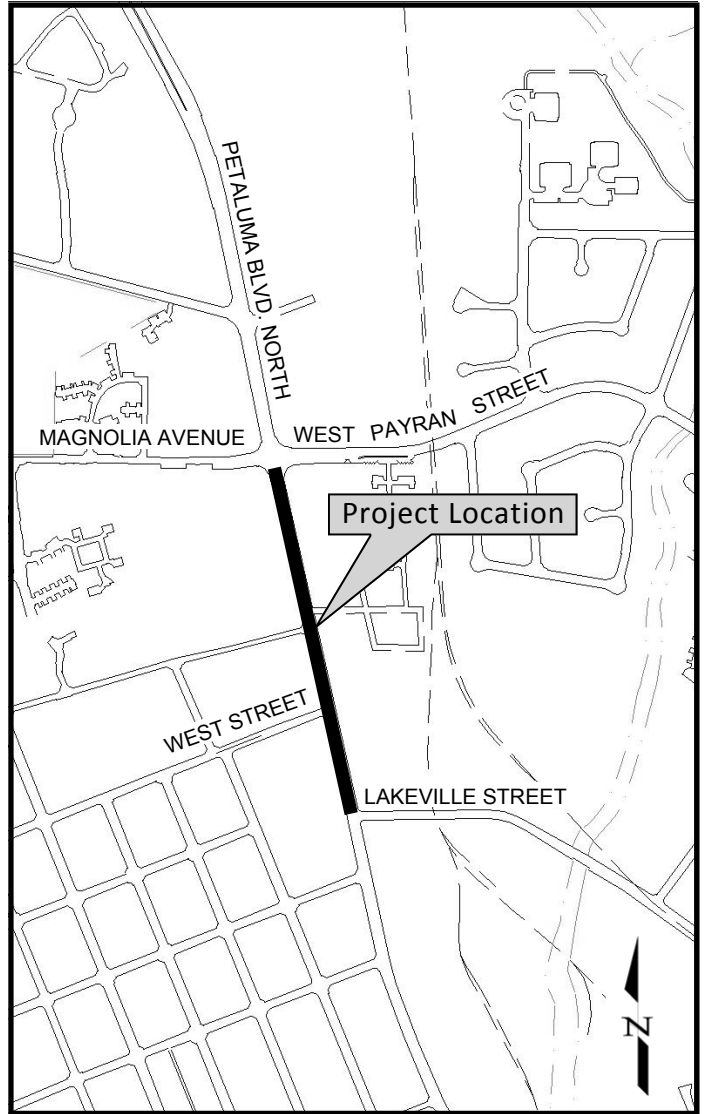 PETALUMA BLVD. NORTH
MAGNOLIA AVENUE
WEST PAYRAN STREET
Project Location
WEST STREET
LAKEVILLE STREET
N